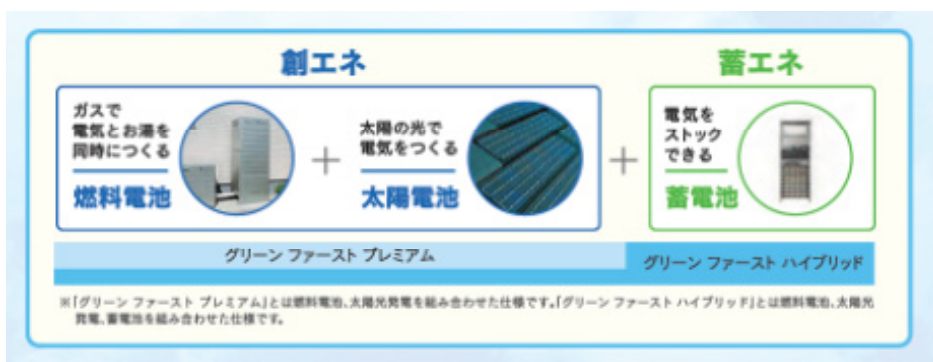 創エネ
蓄エネ
ガスで
電気とお湯を
同時につくる
燃料電池
+
太陽の光で
電気をつくる
太陽電池
+
電気を
ストック
できる
蓄電池
グリーン ファースト プレミアム
グリーン ファースト ハイブリッド
※「グリーン ファースト プレミアム」とは燃料電池、太陽光発電を組み合わせた仕様です。「グリーン ファースト ハイブリッド」とは燃料電池、太陽光
発電、蓄電池を組み合わせた仕様です。